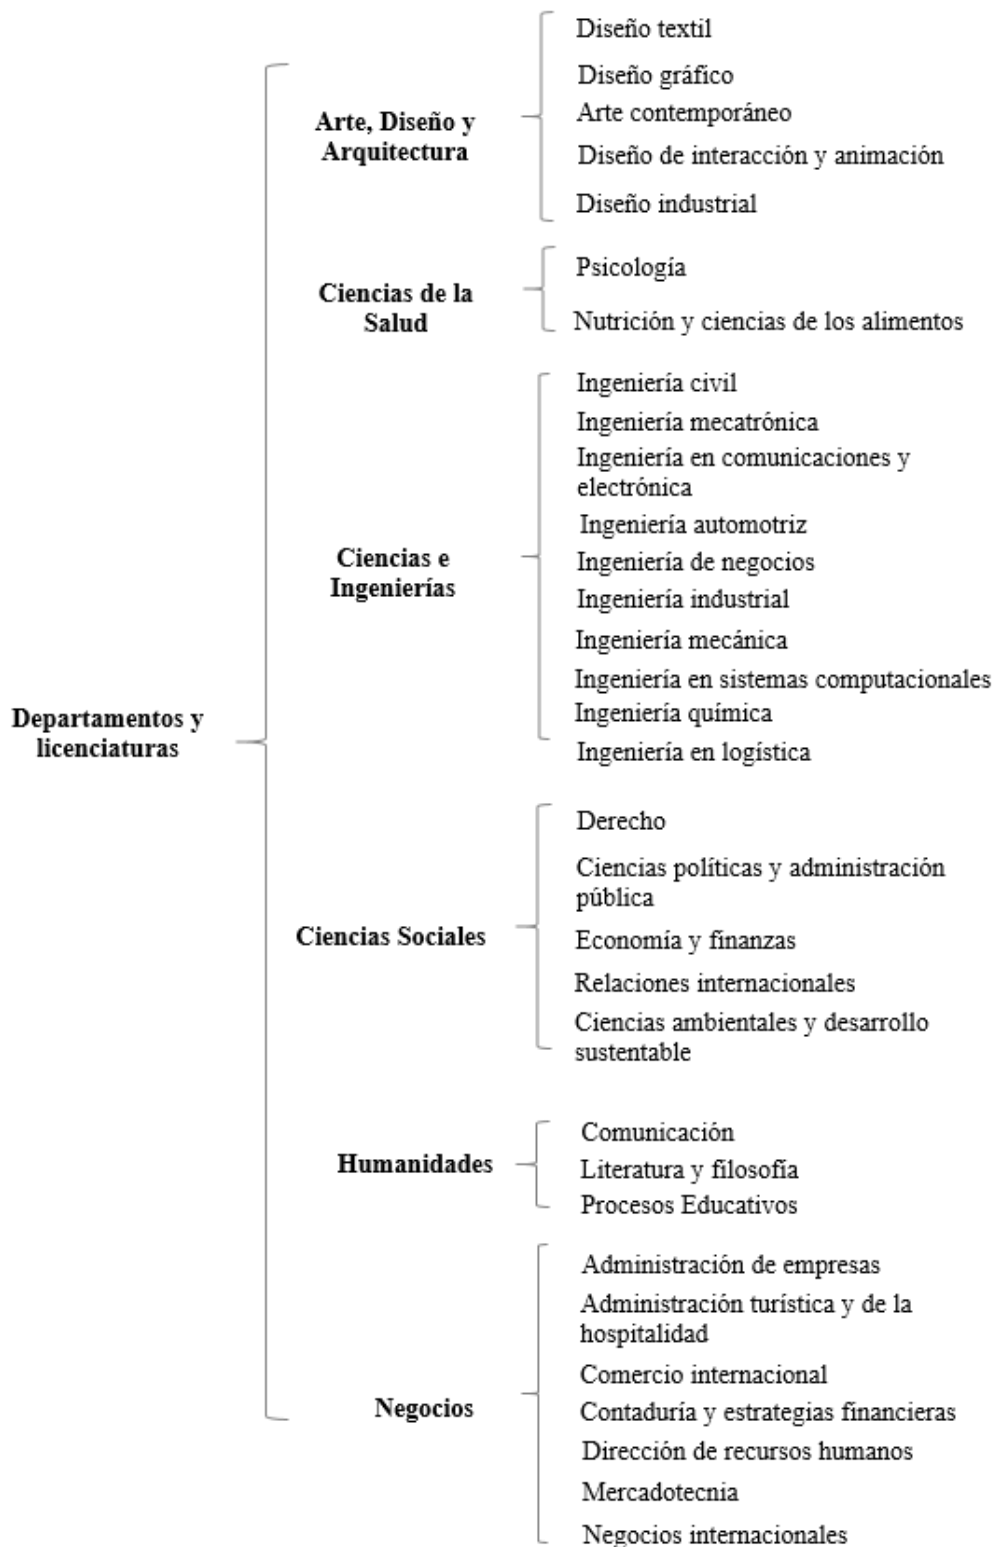 Departamentos y
licenciaturas
Arte, Diseño y
Arquitectura
Diseño textil
Diseño gráfico
Arte contemporáneo
Diseño de interacción y animación
Diseño industrial
Ciencias de la
Salud
Psicología
Nutrición y ciencias de los alimentos
Ciencias e
Ingenierías
Ingeniería civil
Ingeniería mecatrónica
Ingeniería en comunicaciones y
electrónica
Ingeniería automotriz
Ingeniería de negocios
Ingeniería industrial
Ingeniería mecánica
Ingeniería en sistemas computacionales
Ingeniería química
Ingeniería en logística
Ciencias Sociales
Derecho
Ciencias políticas y administración
pública
Economía y finanzas
Relaciones internacionales
Ciencias ambientales y desarrollo
sustentable
Humanidades
Comunicación
Literatura y filosofía
Procesos Educativos
Negocios
Administración de empresas
Administración turística y de la
hospitalidad
Comercio internacional
Contaduría y estrategias financieras
Dirección de recursos humanos
Mercadotecnia
Negocios internacionales